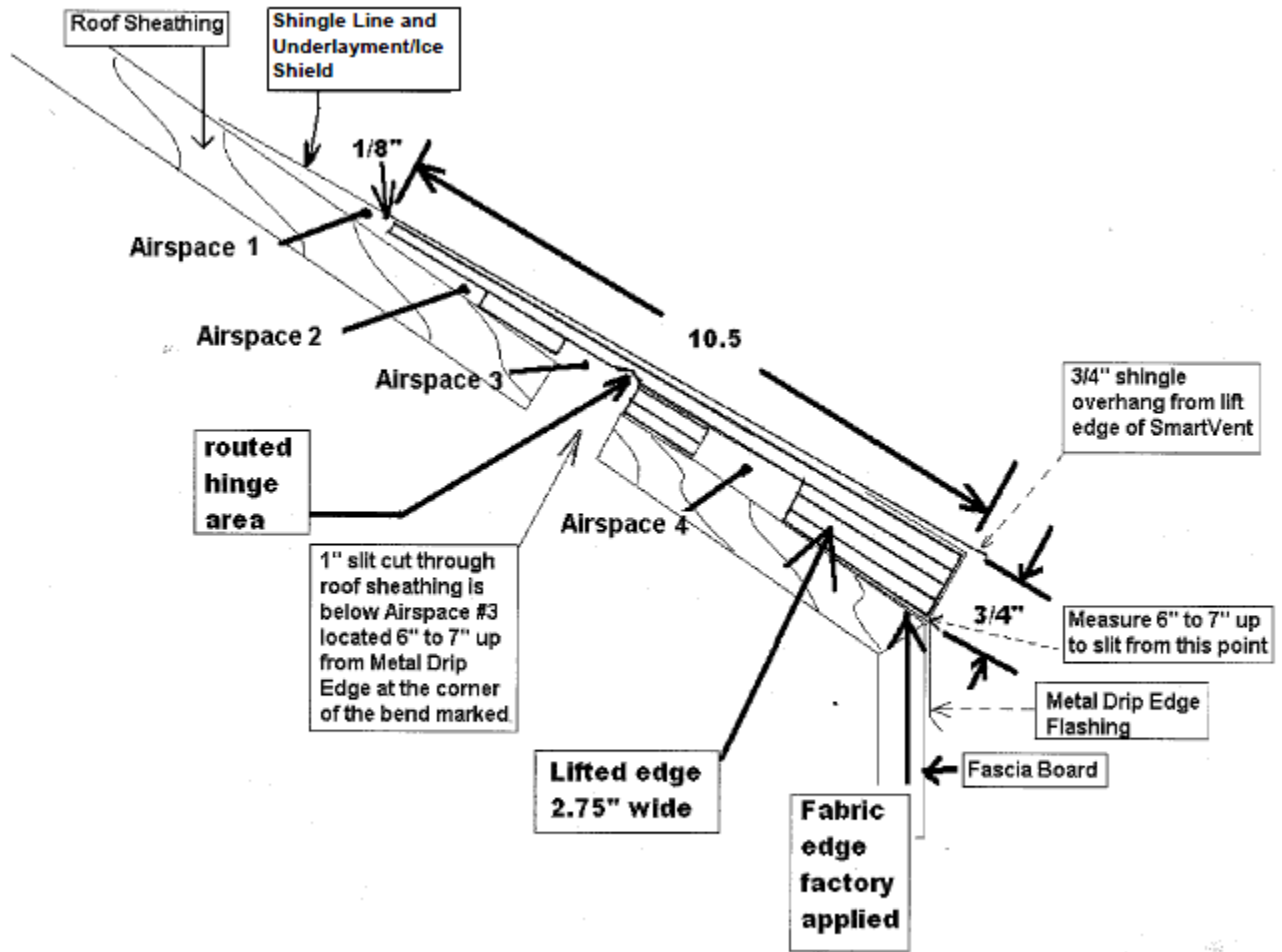 Roof Sheathing
Shingle Line and
Underlayment/Ice
Shield
1/8"
Airspace 1
Airspace 2
10.5
Airspace 3
3/4" shingle
overhang from lift
edge of SmartVent
routed
hinge
area
Airspace 4
1" slit cut through
roof sheathing is
below Airspace #3
located 6" to 7" up
from Metal Drip
Edge at the corner
of the bend marked
3/4"
Measure 6" to 7" up
to slit from this point
Metal Drip Edge
Flashing
Lifted edge
2.75" wide
Fascia Board
Fabric
edge
factory
applied